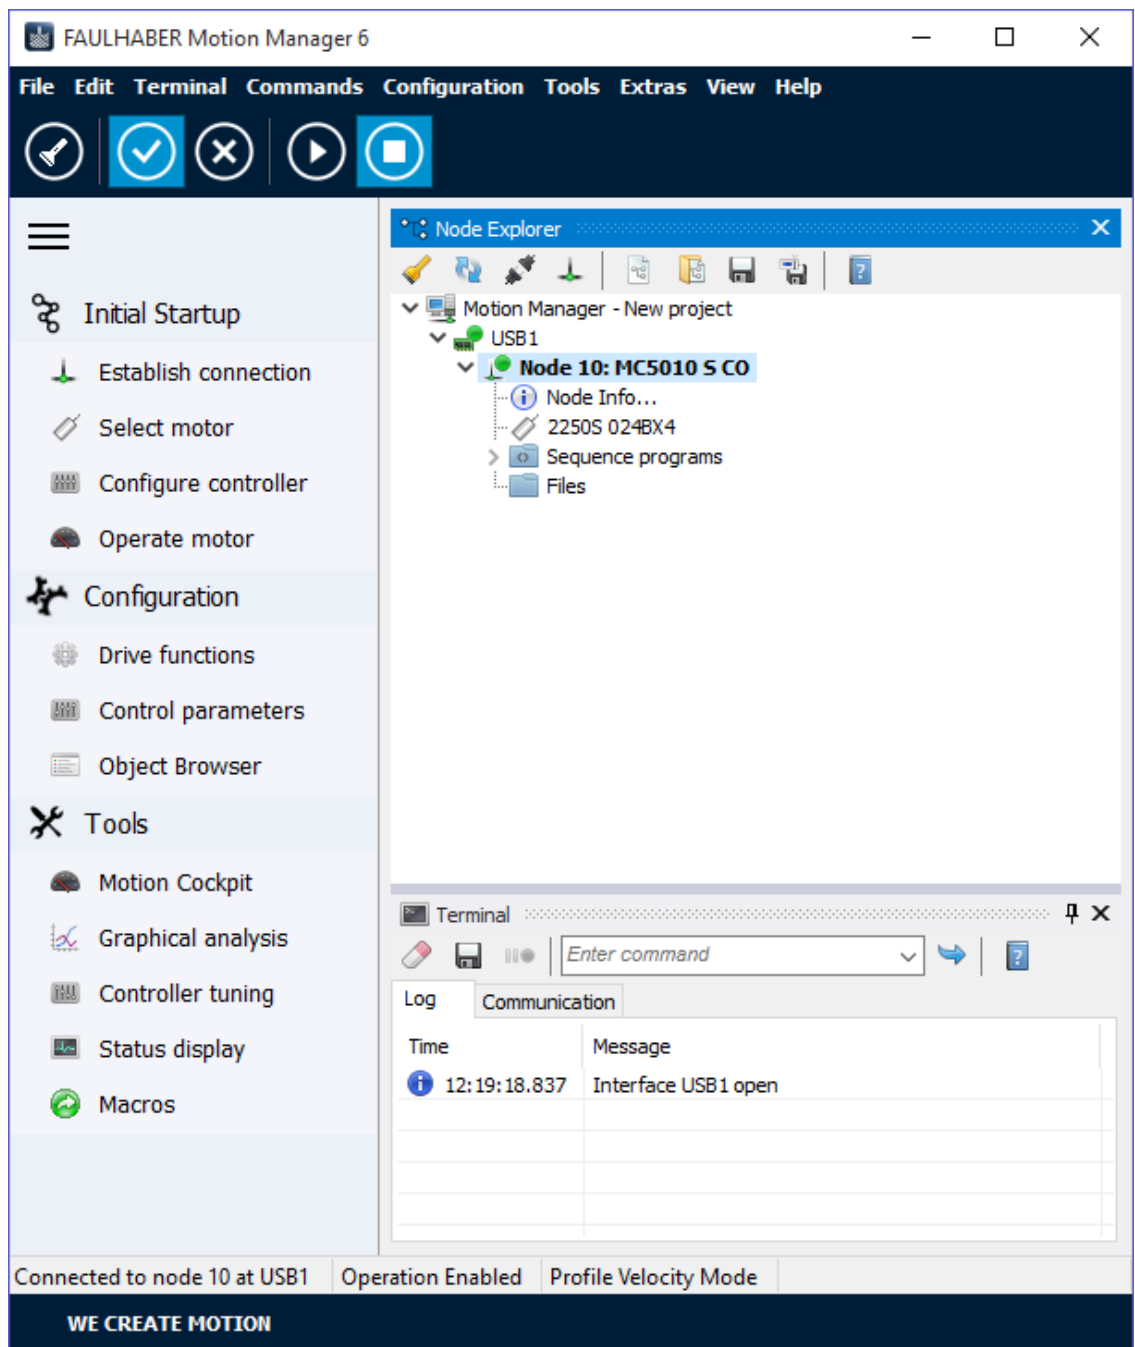 FAULHABER Motion Manager 6
File Edit Terminal Commands Configuration Tools Extras View Help
Initial Startup
Establish connection
Select motor
Configure controller
Operate motor
Configuration
Drive functions
Control parameters
Object Browser
Tools
Motion Cockpit
Graphical analysis
Controller tuning
Status display
Macros
Node Explorer
Motion Manager - New project
USB1
Node 10: MC5010 S CO
Node Info...
2250S 024BX4
Sequence programs
Files
Terminal
Enter command
Log Communication
Time Message
12:19:18.837 Interface USB1 open
Connected to node 10 at USB1 Operation Enabled Profile Velocity Mode
WE CREATE MOTION